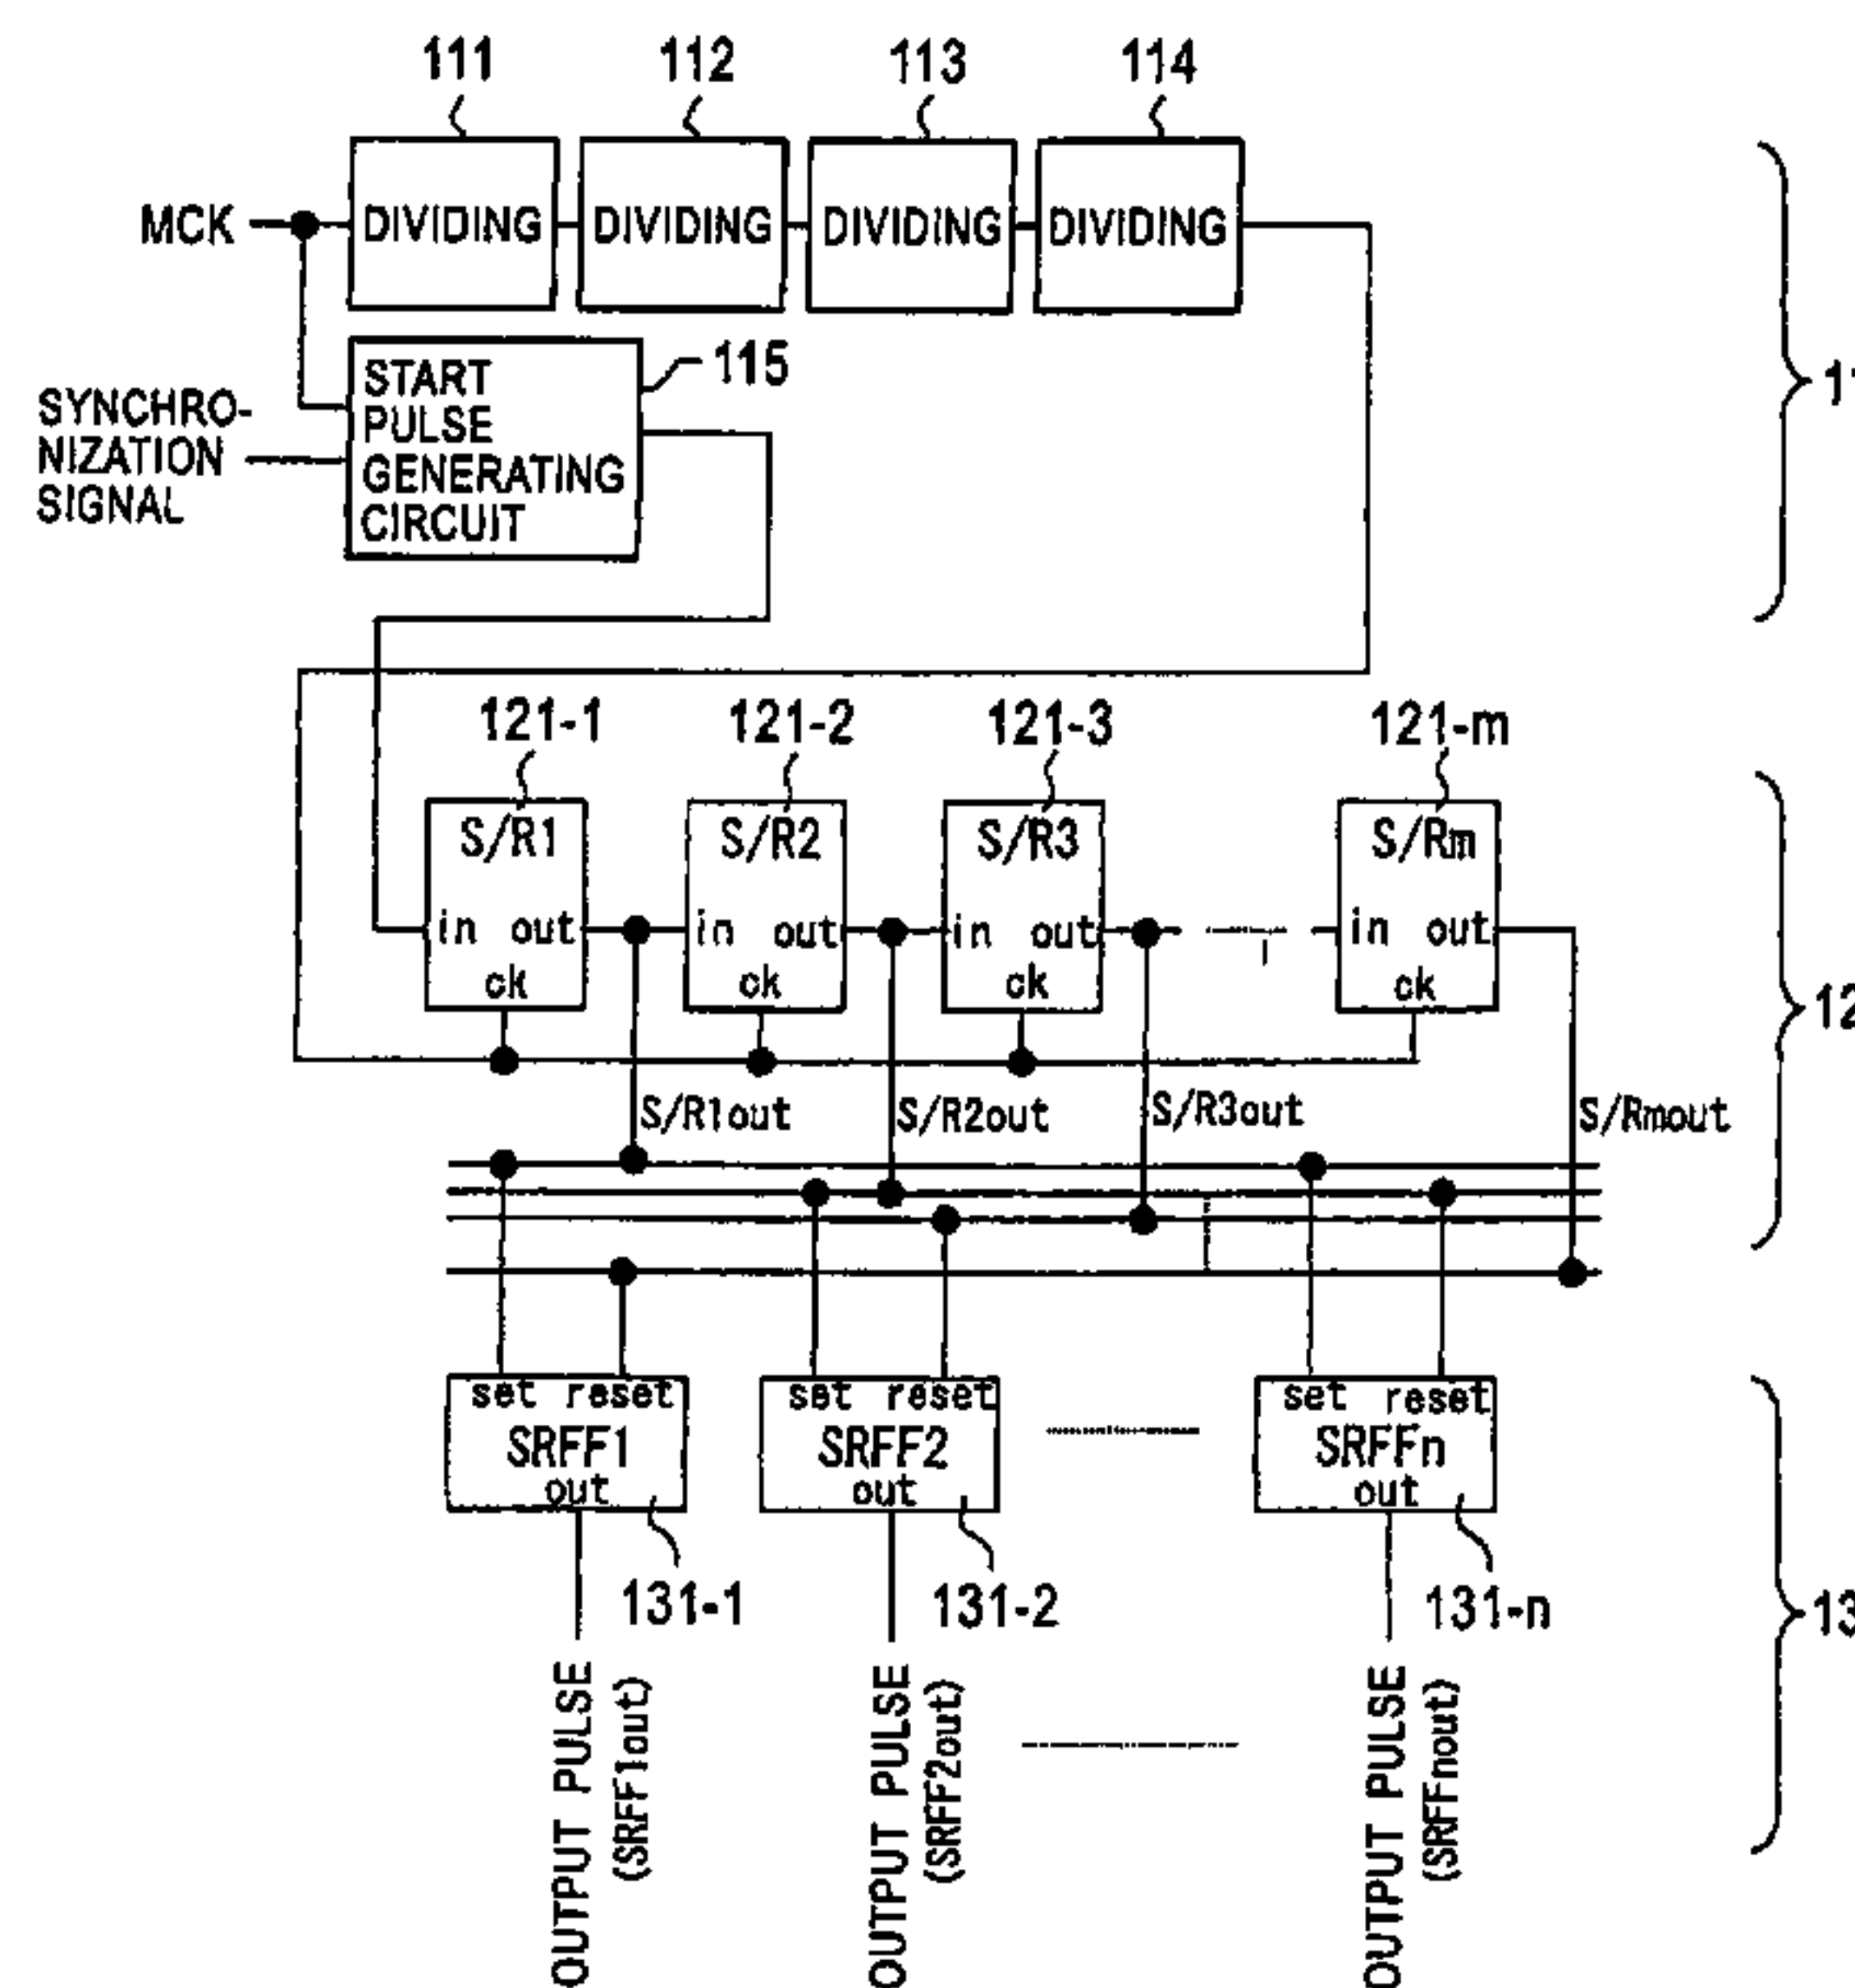 111 112 113 114
MCK DIVIDING DIVIDING DIVIDING DIVIDING
115
START
PULSE
GENERATING
CIRCUIT
SYNCHRO-
NIZATION
SIGNAL
121-1 121-2 121-3 121-m
S/R1 S/R2 S/R3 S/Rm
in out in out in out in out
ck ck ck ck
12
S/R1out S/R2out S/R3out S/Rmout
set reset set reset set reset
SRFF1 SRFF2 SRFFn
out out out
131-1 131-2 131-n
13
OUTPUT PULSE
(SRFF1out)
OUTPUT PULSE
(SRFF2out)
OUTPUT PULSE
(SRFFnout)